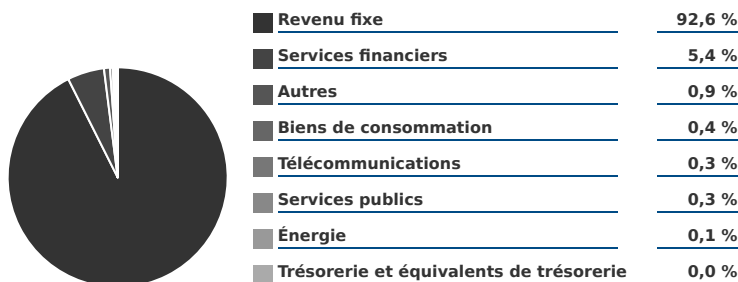 Revenu fixe 92,6 %
Services financiers 5,4 %
Autres 0,9 %
Biens de consommation 0,4 %
Télécommunications 0,3 %
Services publics 0,3 %
Énergie 0,1 %
Trésorerie et équivalents de trésorerie 0,0 %